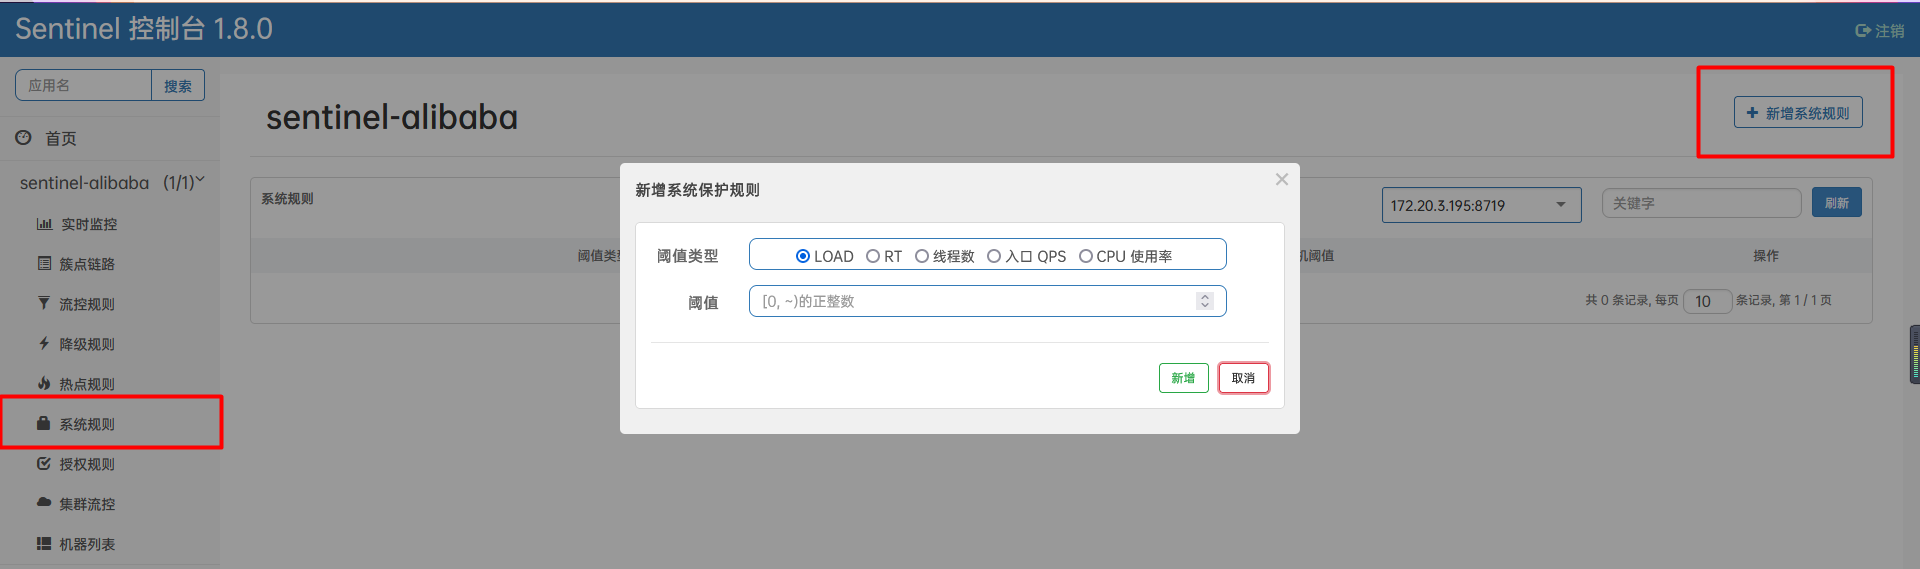 Sentinel 控制台 1.8.0
注销
应用名
搜索
首页
sentinel-alibaba (1/1)
实时监控
簇点链路
流控规则
降级规则
热点规则
系统规则
授权规则
集群流控
机器列表
sentinel-alibaba
新增系统规则
系统规则
172.20.3.195:8719
关键字
刷新
阈值类
机阈值
操作
共 0 条记录, 每页 10 条记录, 第 1 / 1 页
新增系统保护规则
阈值类型
LOAD RT 线程数 入口 QPS CPU 使用率
阈值
[0, ~)的正整数
新增
取消